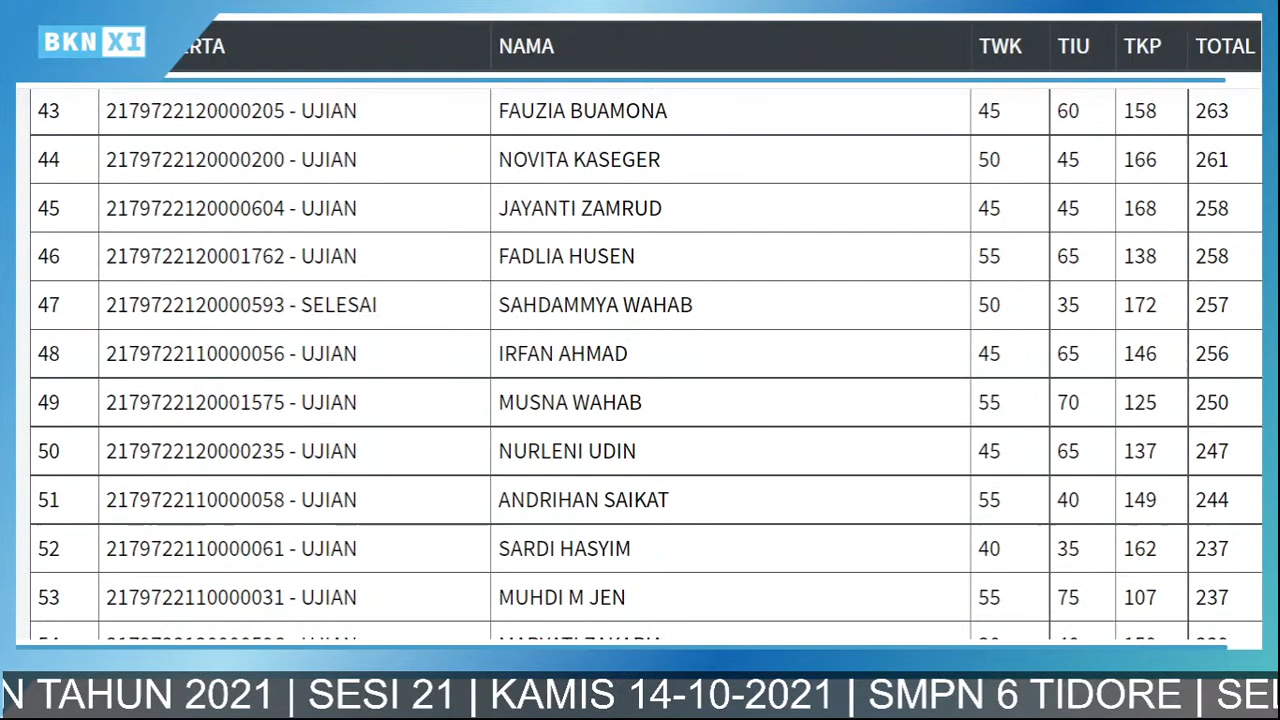 BKN XI
ERTA NAMA TWK TIU TKP TOTAL
43 2179722120000205 - UJIAN FAUZIA BUAMONA 45 60 158 263
44 2179722120000200 - UJIAN NOVITA KASEGER 50 45 166 261
45 2179722120000604 - UJIAN JAYANTI ZAMRUD 45 45 168 258
46 2179722120001762 - UJIAN FADLIA HUSEN 55 65 138 258
47 2179722120000593 - SELESAI SAHDAMMYA WAHAB 50 35 172 257
48 2179722110000056 - UJIAN IRFAN AHMAD 45 65 146 256
49 2179722120001575 - UJIAN MUSNA WAHAB 55 70 125 250
50 2179722120000235 - UJIAN NURLENI UDIN 45 65 137 247
51 2179722110000058 - UJIAN ANDRIHAN SAIKAT 55 40 149 244
52 2179722110000061 - UJIAN SARDI HASYIM 40 35 162 237
53 2179722110000031 - UJIAN MUHDI M JEN 55 75 107 237
N TAHUN 2021 | SESI 21 | KAMIS 14-10-2021 | SMPN 6 TIDORE | SE